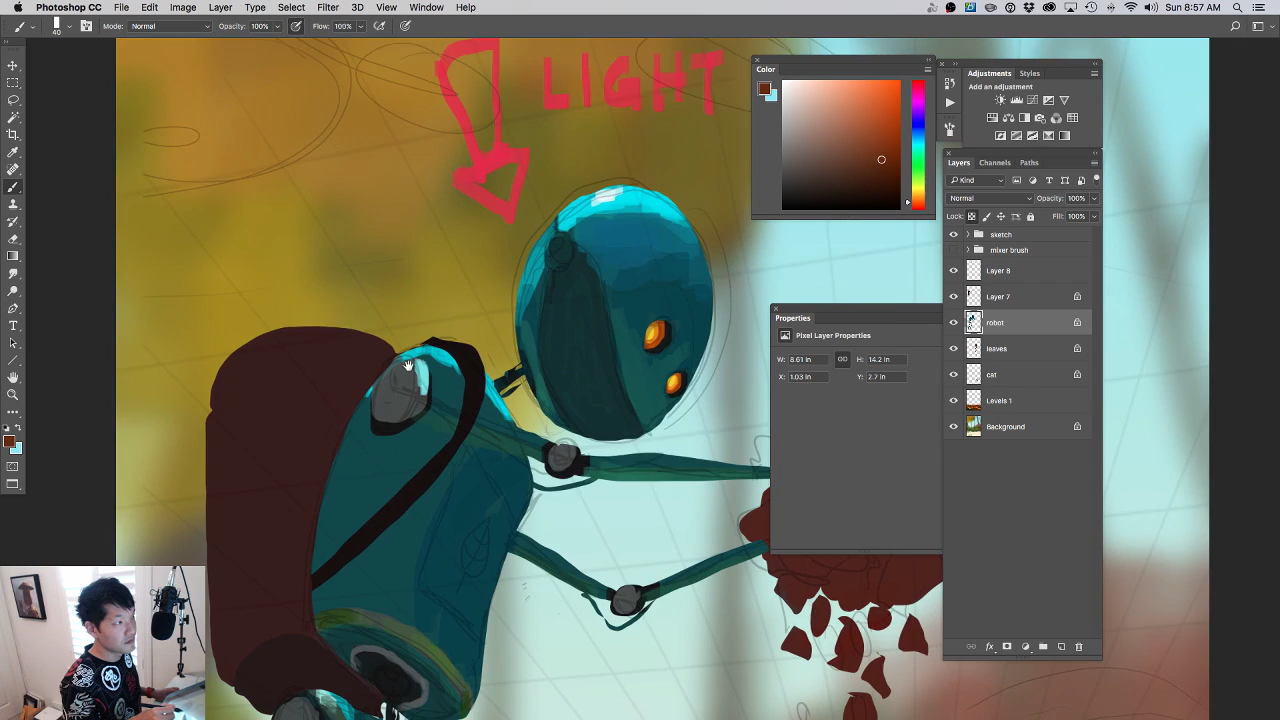 Photoshop CC File Edit Image Layer Type Select Filter 3D View Window Help Sun 8:57 AM
40 Mode: Normal Opacity: 100% Flow: 100%
LIGHT
Color
Adjustments Styles
Add an adjustment
Layers Channels Paths
Kind
Normal Opacity: 100%
Lock: Fill: 100%
sketch
mixer brush
Layer 8
Layer 7
robot
leaves
cat
Levels 1
Background
Properties
Pixel Layer Properties
W: 8.61 in H: 14.2 in
X: 1.03 in Y: 2.7 in
fx